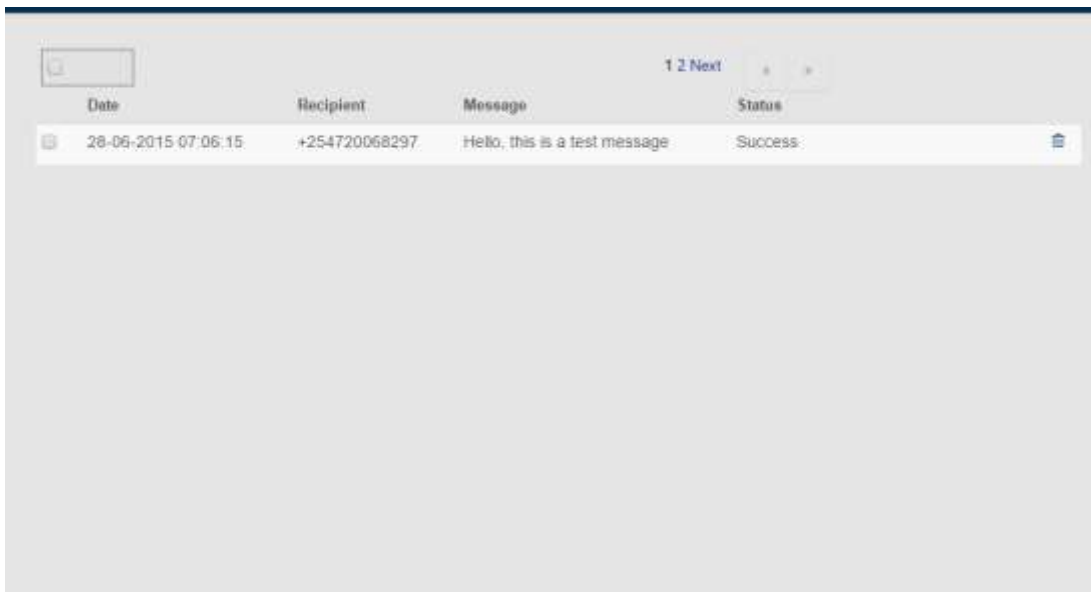 1 2 Next
Date Recipient Message Status
28-06-2015 07:06:15 +254720068297 Hello, this is a test message Success